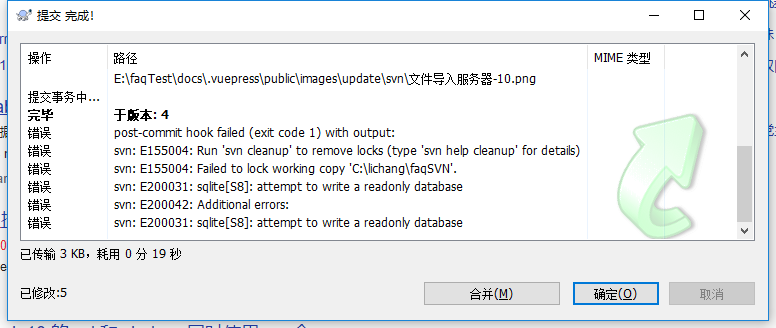 提交 完成!
操作 路径 MIME 类型
E:\faqTest\docs\.vuepress\public\images\update\svn\文件导入服务器-10.png
提交事务中...
完毕 于版本: 4
错误 post-commit hook failed (exit code 1) with output:
错误 svn: E155004: Run 'svn cleanup' to remove locks (type 'svn help cleanup' for details)
错误 svn: E155004: Failed to lock working copy 'C:\lichang\faqSVN'.
错误 svn: E200031: sqlite[S8]: attempt to write a readonly database
错误 svn: E200042: Additional errors:
错误 svn: E200031: sqlite[S8]: attempt to write a readonly database
已传输 3 KB，耗用 0 分 19 秒
已修改:5 合并(M) 确定(O) 取消